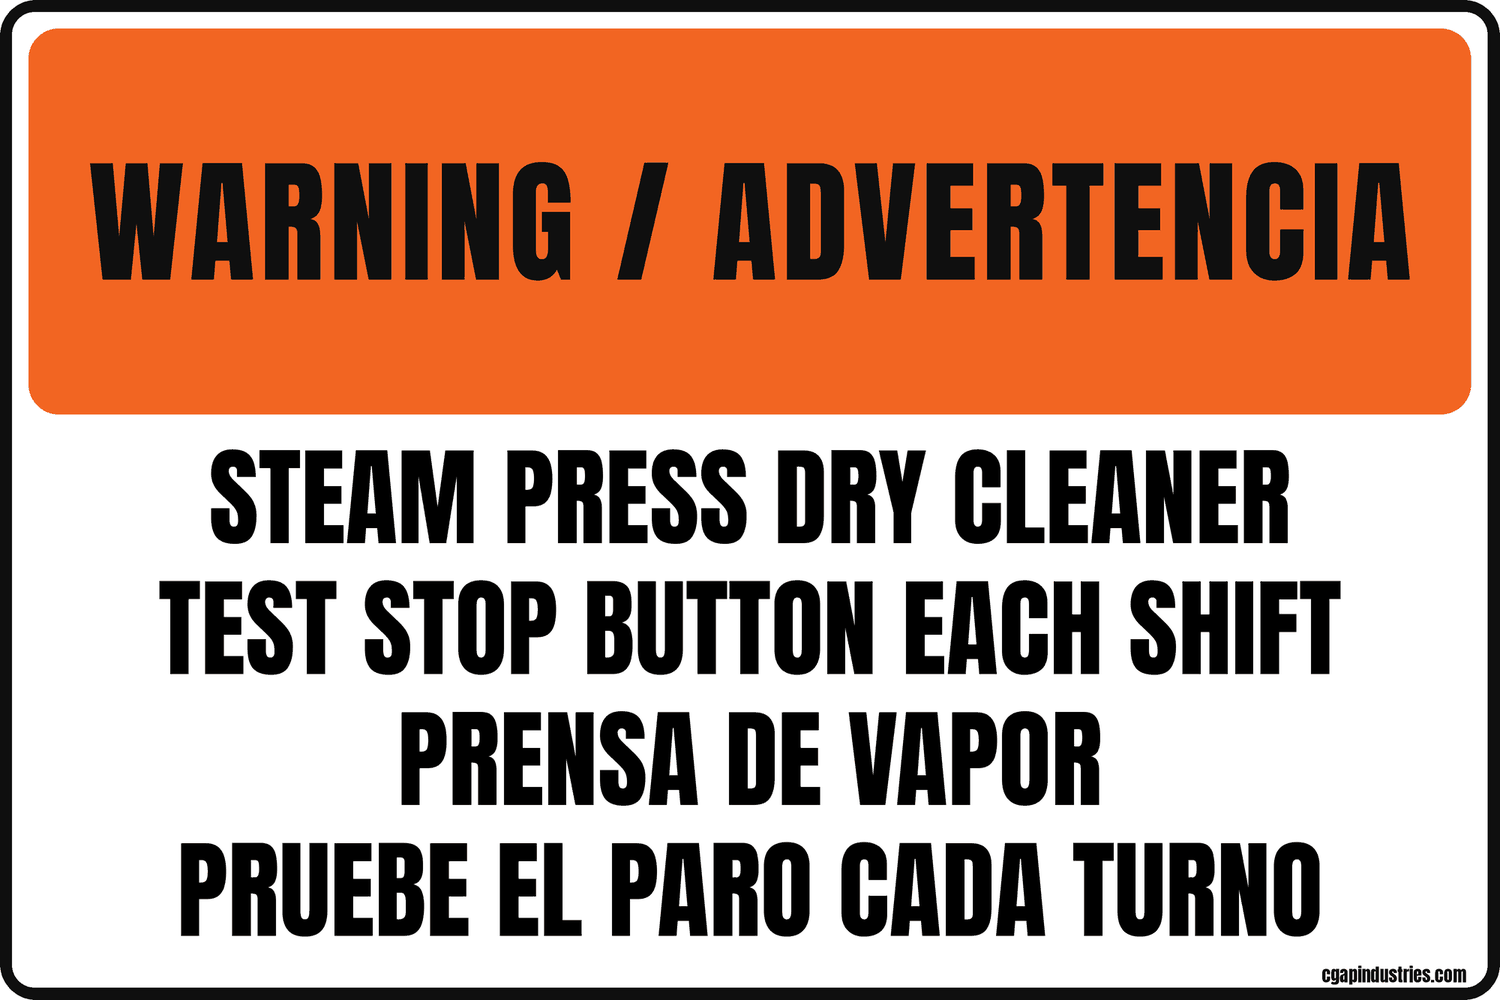 WARNING / ADVERTENCIA
STEAM PRESS DRY CLEANER
TEST STOP BUTTON EACH SHIFT
PRENSA DE VAPOR
PRUEBE EL PARO CADA TURNO
cgapindustries.com